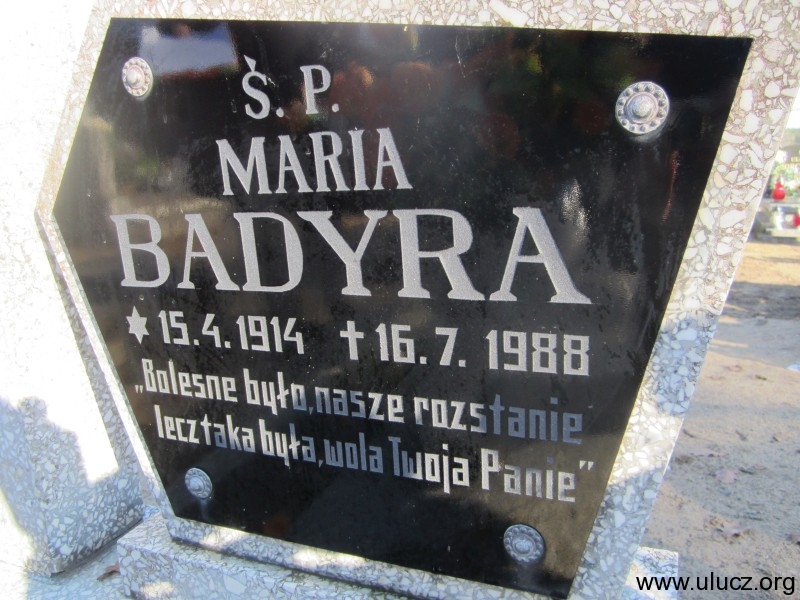 Ś. P.
MARIA
BADYRA
* 15.4.1914 ✝ 16.7.1988
„Bolesne było, nasze rozstanie
lecz taka była, wola Twoja Panie"
www.ulucz.org